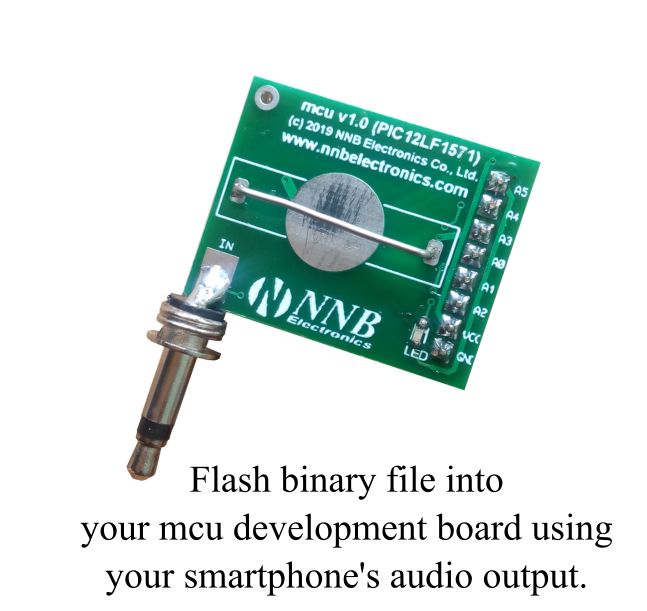 mcu v1.0 (PIC12LF1571)
(c) 2019 NNB Electronics Co., Ltd.
www.nnbelectronics.com
A5
A4
A3
A0
A1
A2
VCC
GND
IN
NNB
Electronics
LED
Flash binary file into
your mcu development board using
your smartphone's audio output.